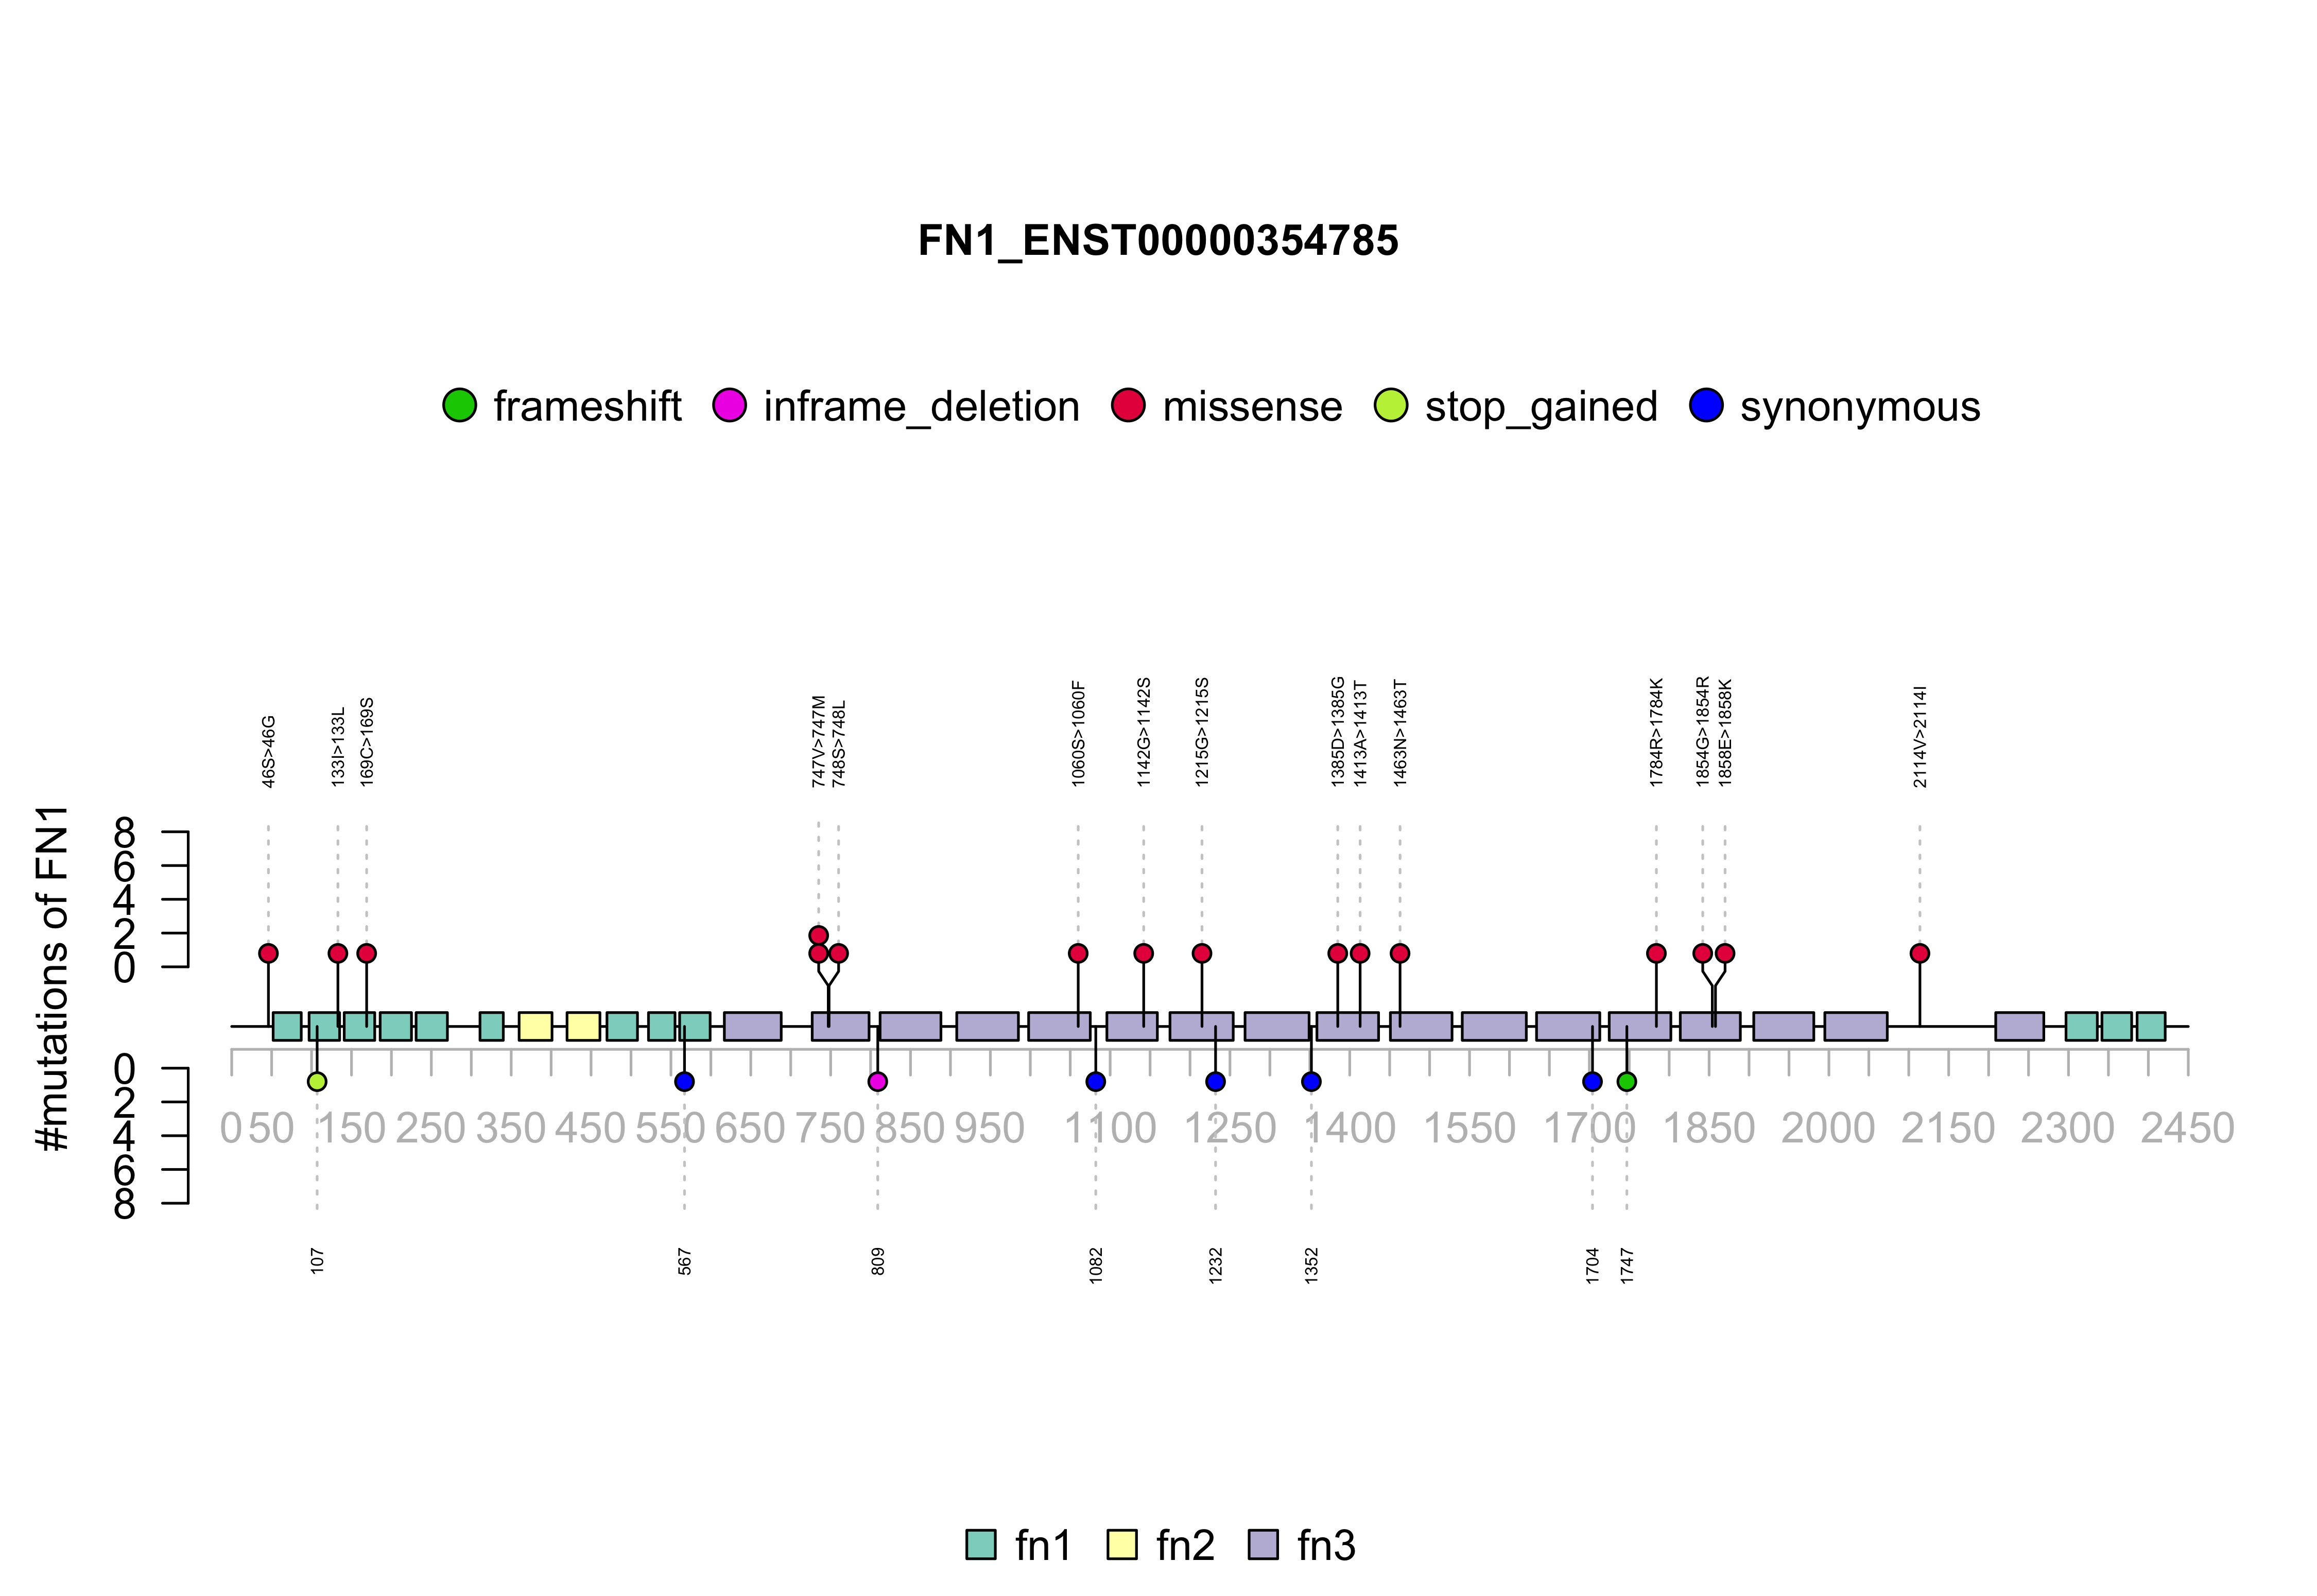 FN1_ENST00000354785
frameshift inframe_deletion missense stop_gained synonymous
46S>46G 133I>133L 169C>169S 747V>747M 748S>748L 1060S>1060F 1142G>1142S 1215G>1215S 1385D>1385G 1413A>1413T 1463N>1463T 1784R>1784K 1854G>1854R 1858E>1858K 2114V>2114I
#mutations of FN1
8
6
4
2
0
0
2
4
6
8
0 50 150 250 350 450 550 650 750 850 950 1100 1250 1400 1550 1700 1850 2000 2150 2300 2450
107 567 809 1082 1232 1352 1704 1747
fn1 fn2 fn3